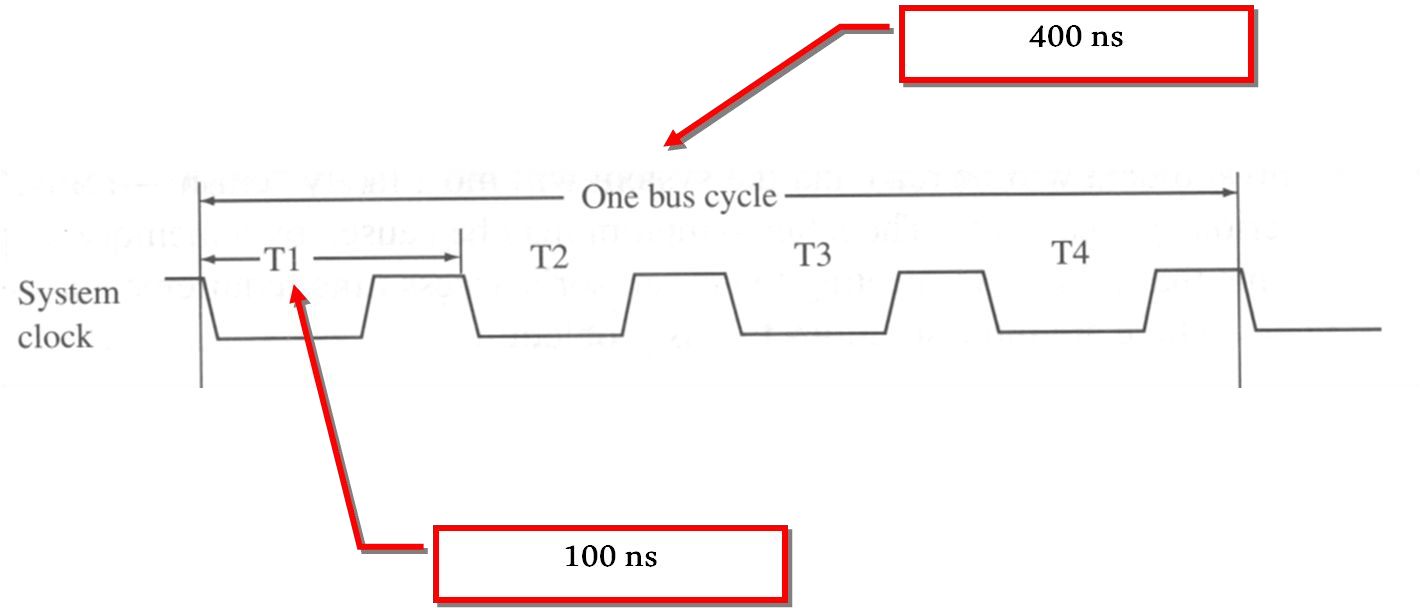 400 ns
One bus cycle
T1 T2 T3 T4
System
clock
100 ns